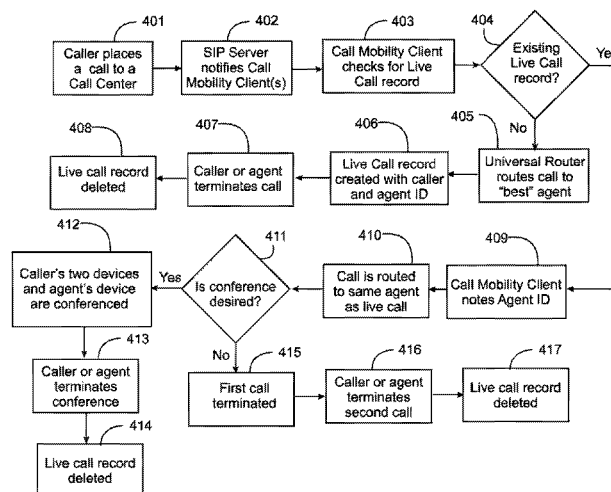 401
Caller places
a call to a
Call Center
402
SIP Server
notifies Call
Mobility Client(s)
403
Call Mobility Client
checks for Live
Call record
404
Existing
Live Call
record?
No
405
Universal Router
routes call to
"best" agent
406
Live Call record
created with caller
and agent ID
407
Caller or agent
terminates call
408
Live call record
deleted
409
Call Mobility Client
notes Agent ID
410
Call is routed
to same agent
as live call
411
Is conference
desired?
Yes
412
Caller's two devices
and agent's device
are conferenced
413
Caller or agent
terminates
conference
414
Live call record
deleted
No
415
First call
terminated
416
Caller or agent
terminates
second call
417
Live call record
deleted